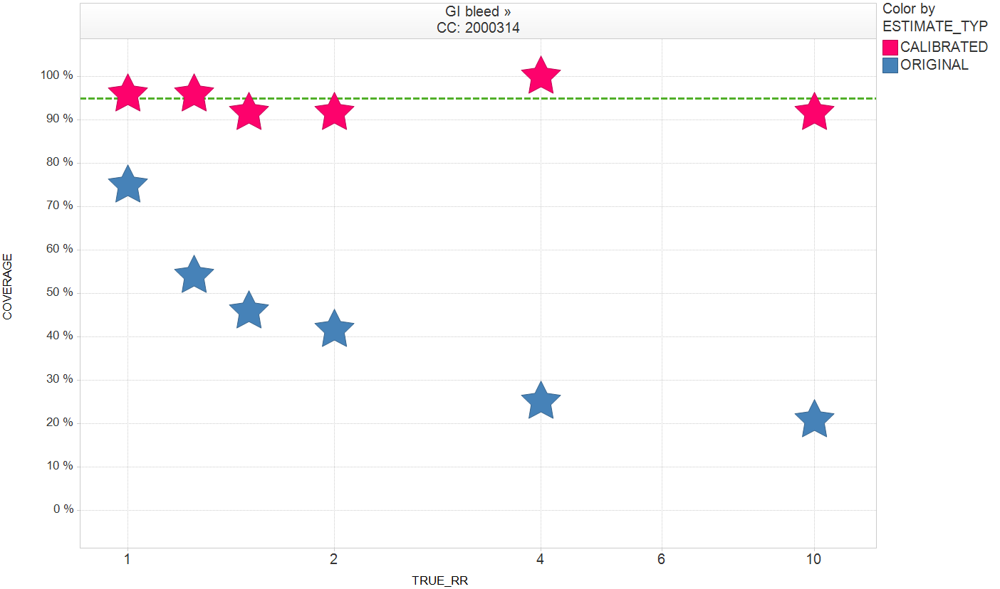 GI bleed »
CC: 2000314
Color by
ESTIMATE_TYP
CALIBRATED
ORIGINAL
100 %
90 %
80 %
70 %
60 %
50 %
40 %
30 %
20 %
10 %
0 %
COVERAGE
1
2
4
6
10
TRUE_RR